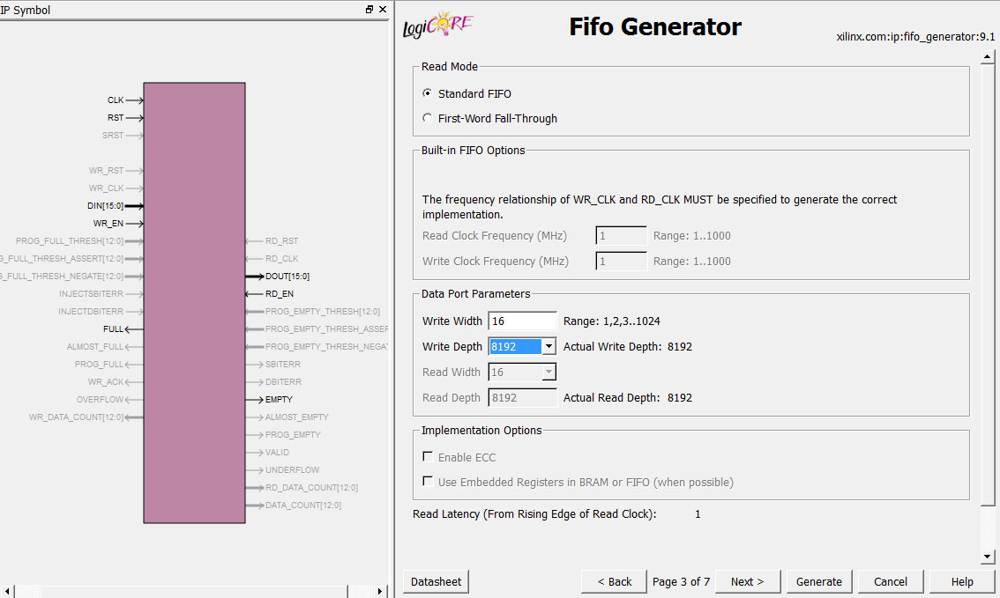 IP Symbol
CLK
RST
SRST
WR_RST
WR_CLK
DIN[15:0]
WR_EN
PROG_FULL_THRESH[12:0]
G_FULL_THRESH_ASSERT[12:0]
G_FULL_THRESH_NEGATE[12:0]
INJECTSBITERR
INJECTDBITERR
FULL
ALMOST_FULL
PROG_FULL
WR_ACK
OVERFLOW
WR_DATA_COUNT[12:0]
RD_RST
RD_CLK
DOUT[15:0]
RD_EN
PROG_EMPTY_THRESH[12:0]
PROG_EMPTY_THRESH_ASSER
PROG_EMPTY_THRESH_NEGAT
SBITERR
DBITERR
EMPTY
ALMOST_EMPTY
PROG_EMPTY
VALID
UNDERFLOW
RD_DATA_COUNT[12:0]
DATA_COUNT[12:0]
LogiCORE
Fifo Generator
xilinx.com:ip:fifo_generator:9.1
Read Mode
Standard FIFO
First-Word Fall-Through
Built-in FIFO Options
The frequency relationship of WR_CLK and RD_CLK MUST be specified to generate the correct
implementation.
Read Clock Frequency (MHz) 1 Range: 1..1000
Write Clock Frequency (MHz) 1 Range: 1..1000
Data Port Parameters
Write Width 16 Range: 1,2,3..1024
Write Depth 8192 Actual Write Depth: 8192
Read Width 16
Read Depth 8192 Actual Read Depth: 8192
Implementation Options
Enable ECC
Use Embedded Registers in BRAM or FIFO (when possible)
Read Latency (From Rising Edge of Read Clock): 1
Datasheet < Back Page 3 of 7 Next > Generate Cancel Help